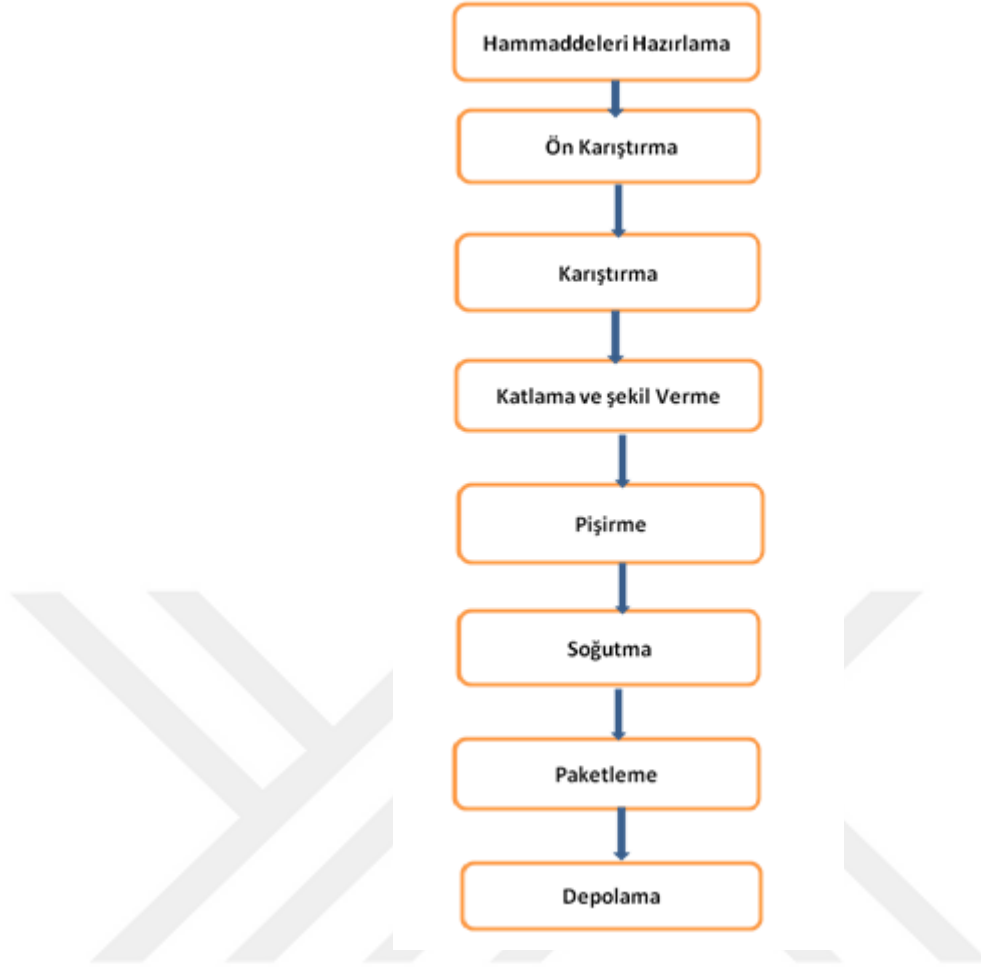 Hammaddeleri Hazırlama
Ön Karıştırma
Karıştırma
Katlama ve şekil Verme
Pişirme
Soğutma
Paketleme
Depolama